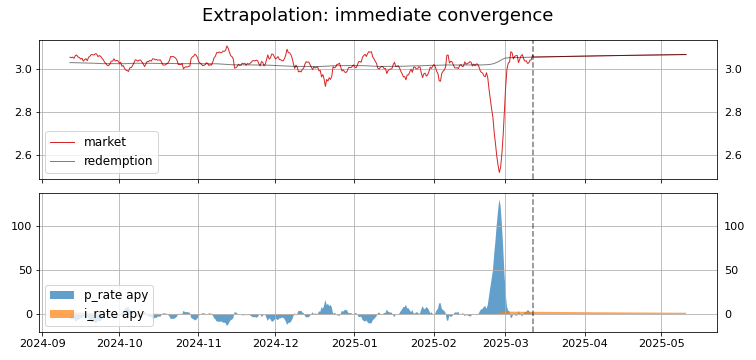 Extrapolation: immediate convergence
3.0
2.8
2.6
3.0
2.8
2.6
market
redemption
100
50
0
100
50
0
p_rate apy
i_rate apy
2024-09 2024-10 2024-11 2024-12 2025-01 2025-02 2025-03 2025-04 2025-05